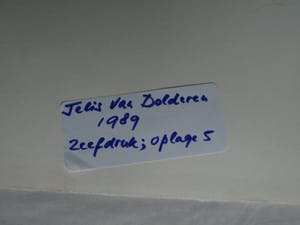 Jelis van Dolderen
1989
zeefdruk; oplage 5